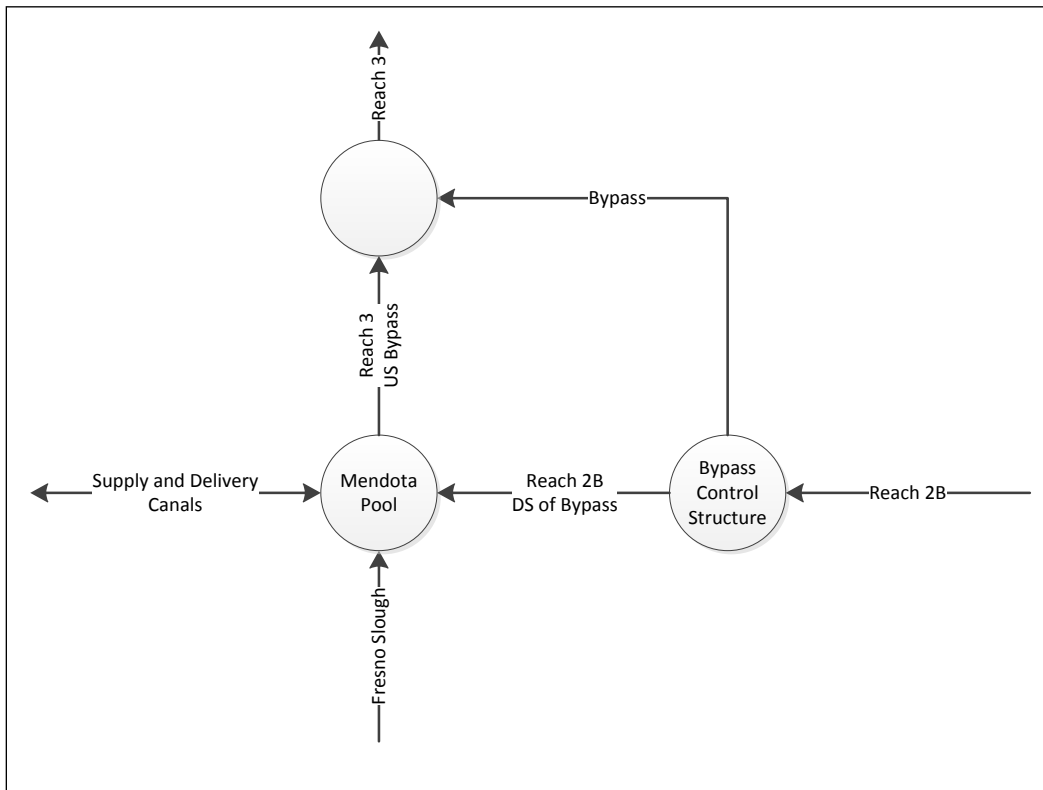 Reach 3
Bypass
Reach 3
US Bypass
Supply and Delivery
Canals
Mendota
Pool
Reach 2B
DS of Bypass
Bypass
Control
Structure
Reach 2B
Fresno Slough